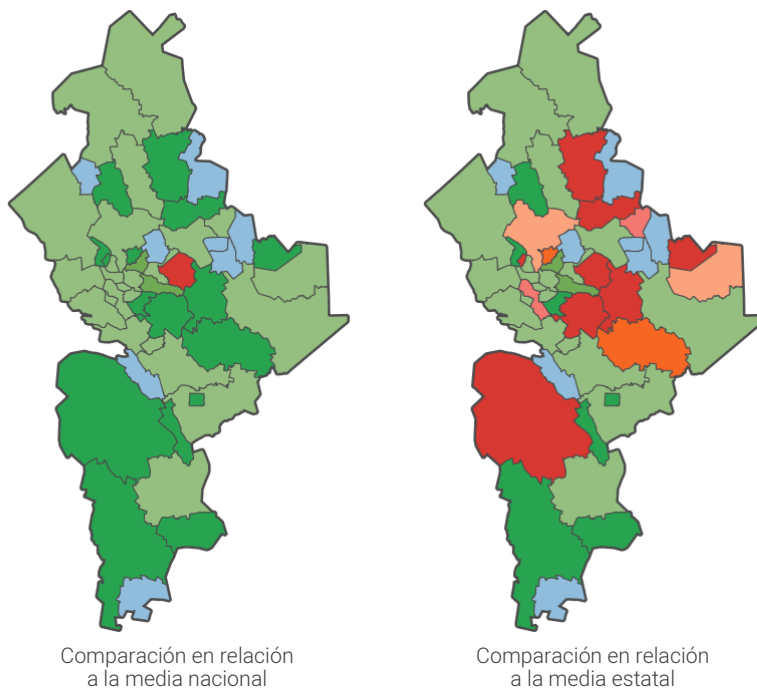 Comparación en relación
a la media nacional
Comparación en relación
a la media estatal